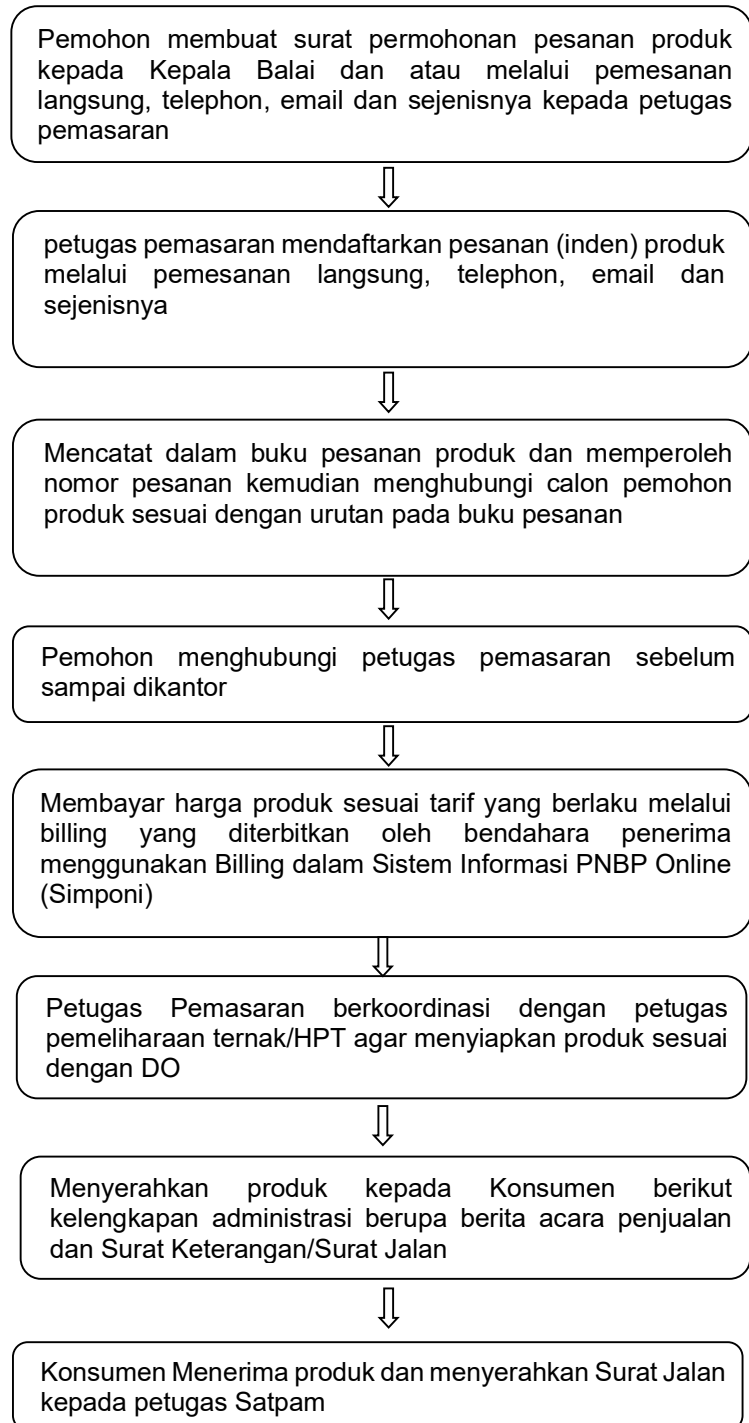 Pemohon membuat surat permohonan pesanan produk
kepada Kepala Balai dan atau melalui pemesanan
langsung, telephon, email dan sejenisnya kepada petugas
pemasaran
petugas pemasaran mendaftarkan pesanan (inden) produk
melalui pemesanan langsung, telephon, email dan
sejenisnya
Mencatat dalam buku pesanan produk dan memperoleh
nomor pesanan kemudian menghubungi calon pemohon
produk sesuai dengan urutan pada buku pesanan
Pemohon menghubungi petugas pemasaran sebelum
sampai dikantor
Membayar harga produk sesuai tarif yang berlaku melalui
billing yang diterbitkan oleh bendahara penerima
menggunakan Billing dalam Sistem Informasi PNBP Online
(Simponi)
Petugas Pemasaran berkoordinasi dengan petugas
pemeliharaan ternak/HPT agar menyiapkan produk sesuai
dengan DO
Menyerahkan produk kepada Konsumen berikut
kelengkapan administrasi berupa berita acara penjualan
dan Surat Keterangan/Surat Jalan
Konsumen Menerima produk dan menyerahkan Surat Jalan
kepada petugas Satpam